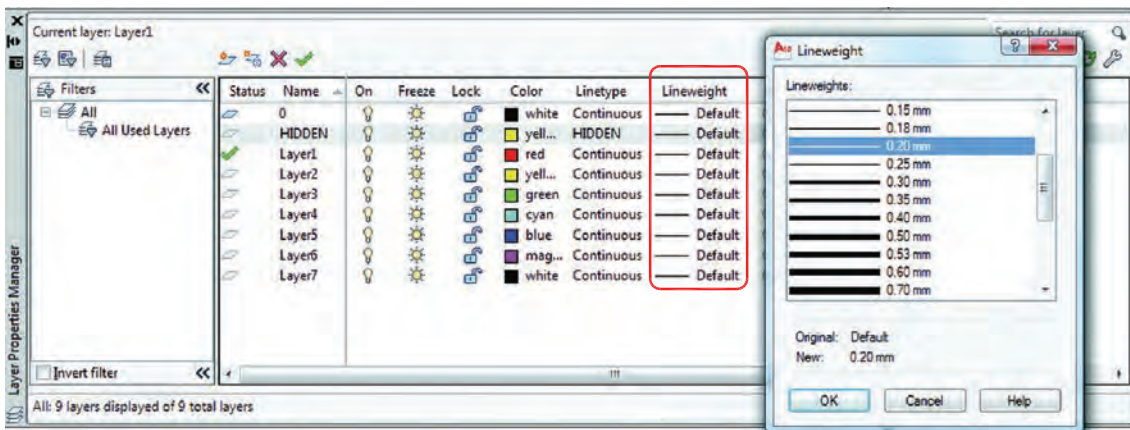 Current layer: Layer1
Search for layer
Filters
All
All Used Layers
Invert filter
Status Name On Freeze Lock Color Linetype Lineweight
0 white Continuous Default
HIDDEN yell... HIDDEN Default
Layer1 red Continuous Default
Layer2 yell... Continuous Default
Layer3 green Continuous Default
Layer4 cyan Continuous Default
Layer5 blue Continuous Default
Layer6 mag... Continuous Default
Layer7 white Continuous Default
All: 9 layers displayed of 9 total layers
Layer Properties Manager
Lineweight
Lineweights:
0.15 mm
0.18 mm
0.20 mm
0.25 mm
0.30 mm
0.35 mm
0.40 mm
0.50 mm
0.53 mm
0.60 mm
0.70 mm
Original: Default
New: 0.20 mm
OK Cancel Help